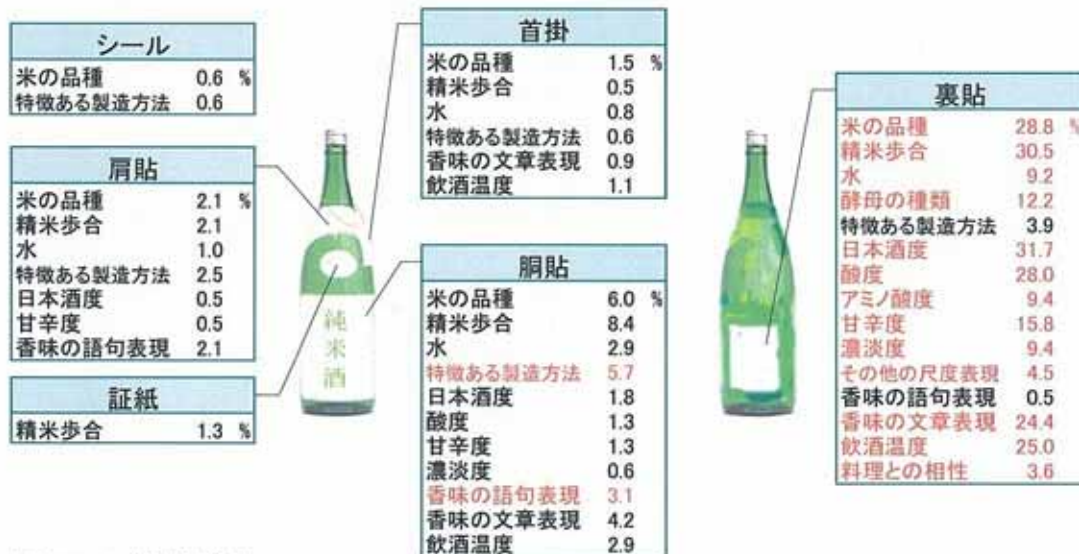 シール
米の品種 0.6 %
特徴ある製造方法 0.6
肩貼
米の品種 2.1 %
精米歩合 2.1
水 1.0
特徴ある製造方法 2.5
日本酒度 0.5
甘辛度 0.5
香味の語句表現 2.1
証紙
精米歩合 1.3 %
純
米
酒
首掛
米の品種 1.5 %
精米歩合 0.5
水 0.8
特徴ある製造方法 0.6
香味の文章表現 0.9
飲酒温度 1.1
胴貼
米の品種 6.0 %
精米歩合 8.4
水 2.9
特徴ある製造方法 5.7
日本酒度 1.8
酸度 1.3
甘辛度 1.3
濃淡度 0.6
香味の語句表現 3.1
香味の文章表現 4.2
飲酒温度 2.9
裏貼
米の品種 28.8 %
精米歩合 30.5
水 9.2
酵母の種類 12.2
特徴ある製造方法 3.9
日本酒度 31.7
酸度 28.0
アミノ酸度 9.4
甘辛度 15.8
濃淡度 9.4
その他の尺度表現 4.5
香味の語句表現 0.5
香味の文章表現 24.4
飲酒温度 25.0
料理との相性 3.6